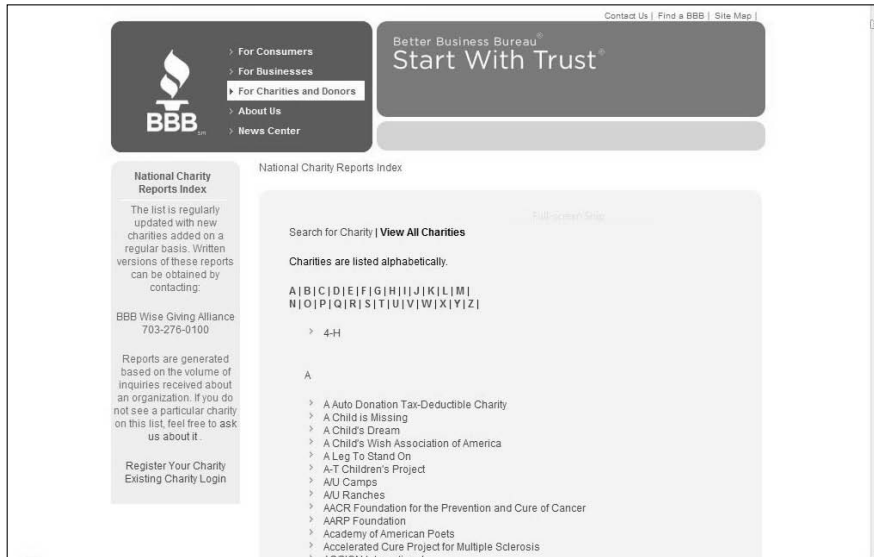 Contact Us | Find a BBB | Site Map |
> For Consumers
> For Businesses
For Charities and Donors
> About Us
> News Center
BBB
SM
Better Business Bureau®
Start With Trust®
National Charity
Reports Index
The list is regularly
updated with new
charities added on a
regular basis. Written
versions of these reports
can be obtained by
contacting:
BBB Wise Giving Alliance
703-276-0100
Reports are generated
based on the volume of
inquiries received about
an organization. If you do
not see a particular charity
on this list, feel free to ask
us about it .
Register Your Charity
Existing Charity Login
National Charity Reports Index
Full-screen Snip
Search for Charity | View All Charities
Charities are listed alphabetically.
A | B | C | D | E | F | G | H | I | J | K | L | M |
N | O | P | Q | R | S | T | U | V | W | X | Y | Z |
> 4-H
A
> A Auto Donation Tax-Deductible Charity
> A Child is Missing
> A Child's Dream
> A Child's Wish Association of America
> A Leg To Stand On
> A-T Children's Project
> A/U Camps
> A/U Ranches
> AACR Foundation for the Prevention and Cure of Cancer
> AARP Foundation
> Academy of American Poets
> Accelerated Cure Project for Multiple Sclerosis